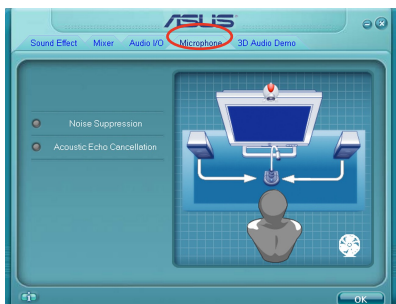 ASUS
Sound Effect Mixer Audio I/O Microphone 3D Audio Demo
Noise Suppression
Acoustic Echo Cancellation
OK